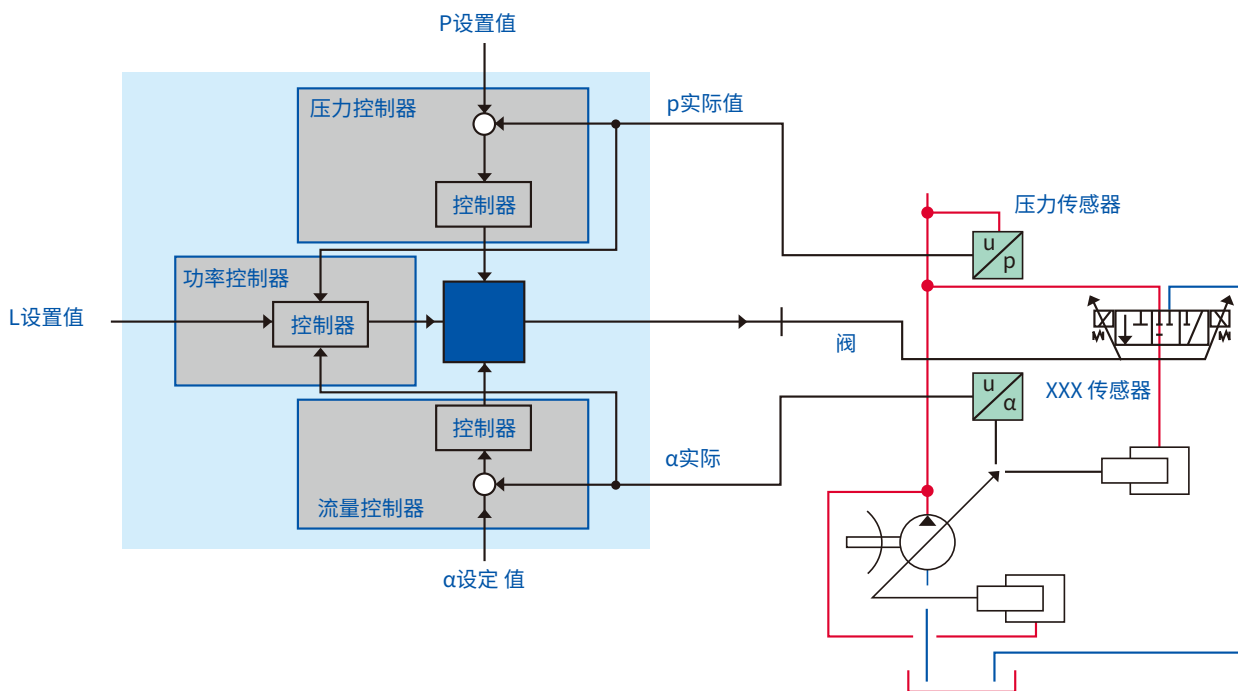 P设置值
压力控制器
p实际值
控制器
压力传感器
u
p
功率控制器
L设置值
控制器
阀
u
α
XXX 传感器
控制器
α实际
流量控制器
α设定 值